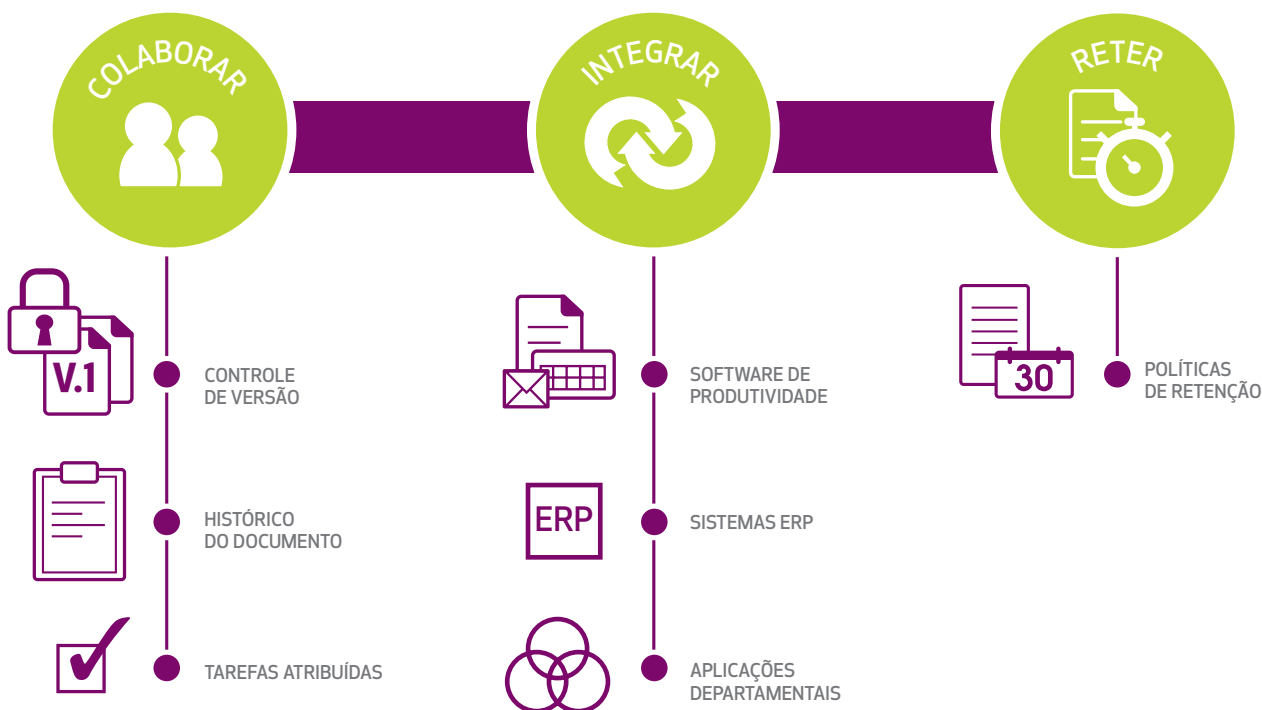 COLABORAR
INTEGRAR
RETER
V.1
CONTROLE
DE VERSÃO
HISTÓRICO
DO DOCUMENTO
TAREFAS ATRIBUÍDAS
SOFTWARE DE
PRODUTIVIDADE
ERP
SISTEMAS ERP
APLICAÇÕES
DEPARTAMENTAIS
30
POLÍTICAS
DE RETENÇÃO